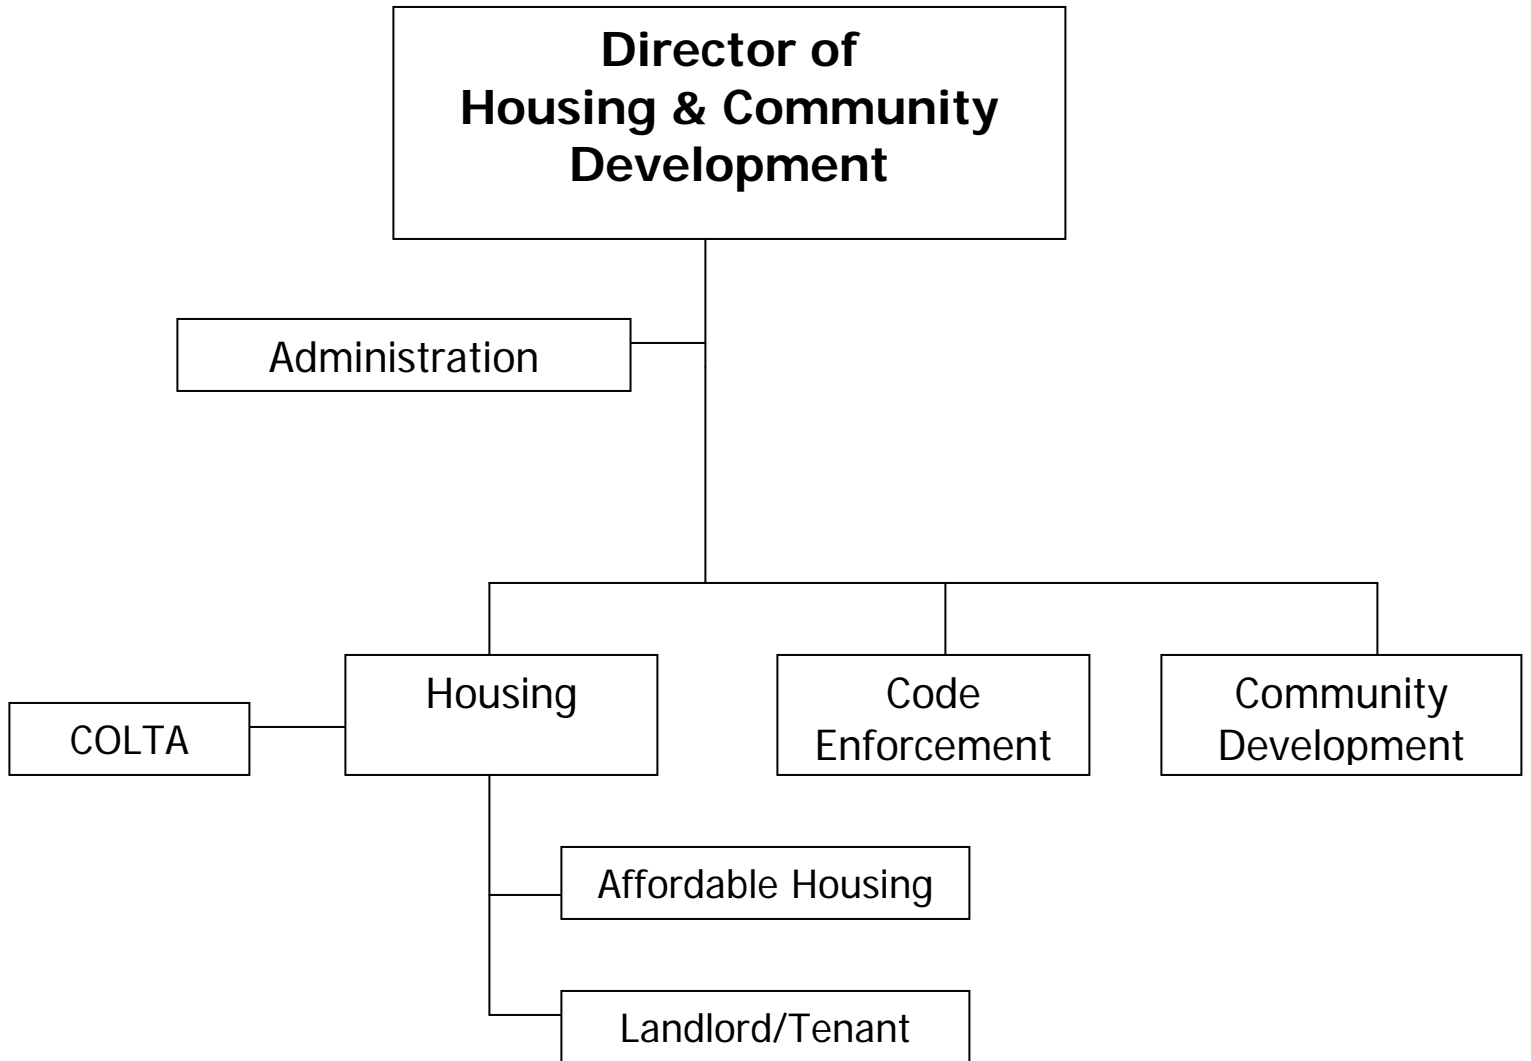 Director of
Housing & Community
Development
Administration
Housing
Code
Enforcement
Community
Development
COLTA
Affordable Housing
Landlord/Tenant